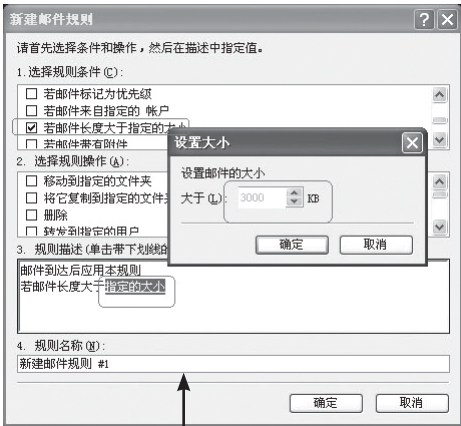 新建邮件规则
请首先选择条件和操作，然后在描述中指定值。
1.选择规则条件(C):
若邮件标记为优先级
若邮件来自指定的 帐户
若邮件长度大于指定的大小
若邮件带有附件
2. 选择规则操作(A):
移动到指定的文件夹
将它复制到指定的文件
删除
转发到指定的用户
设置大小
设置邮件的大小
大于(L): 3000 KB
确定 取消
3. 规则描述(单击带下划线的
邮件到达后应用本规则
若邮件长度大于指定的大小
4. 规则名称(N):
新建邮件规则 #1
确定 取消